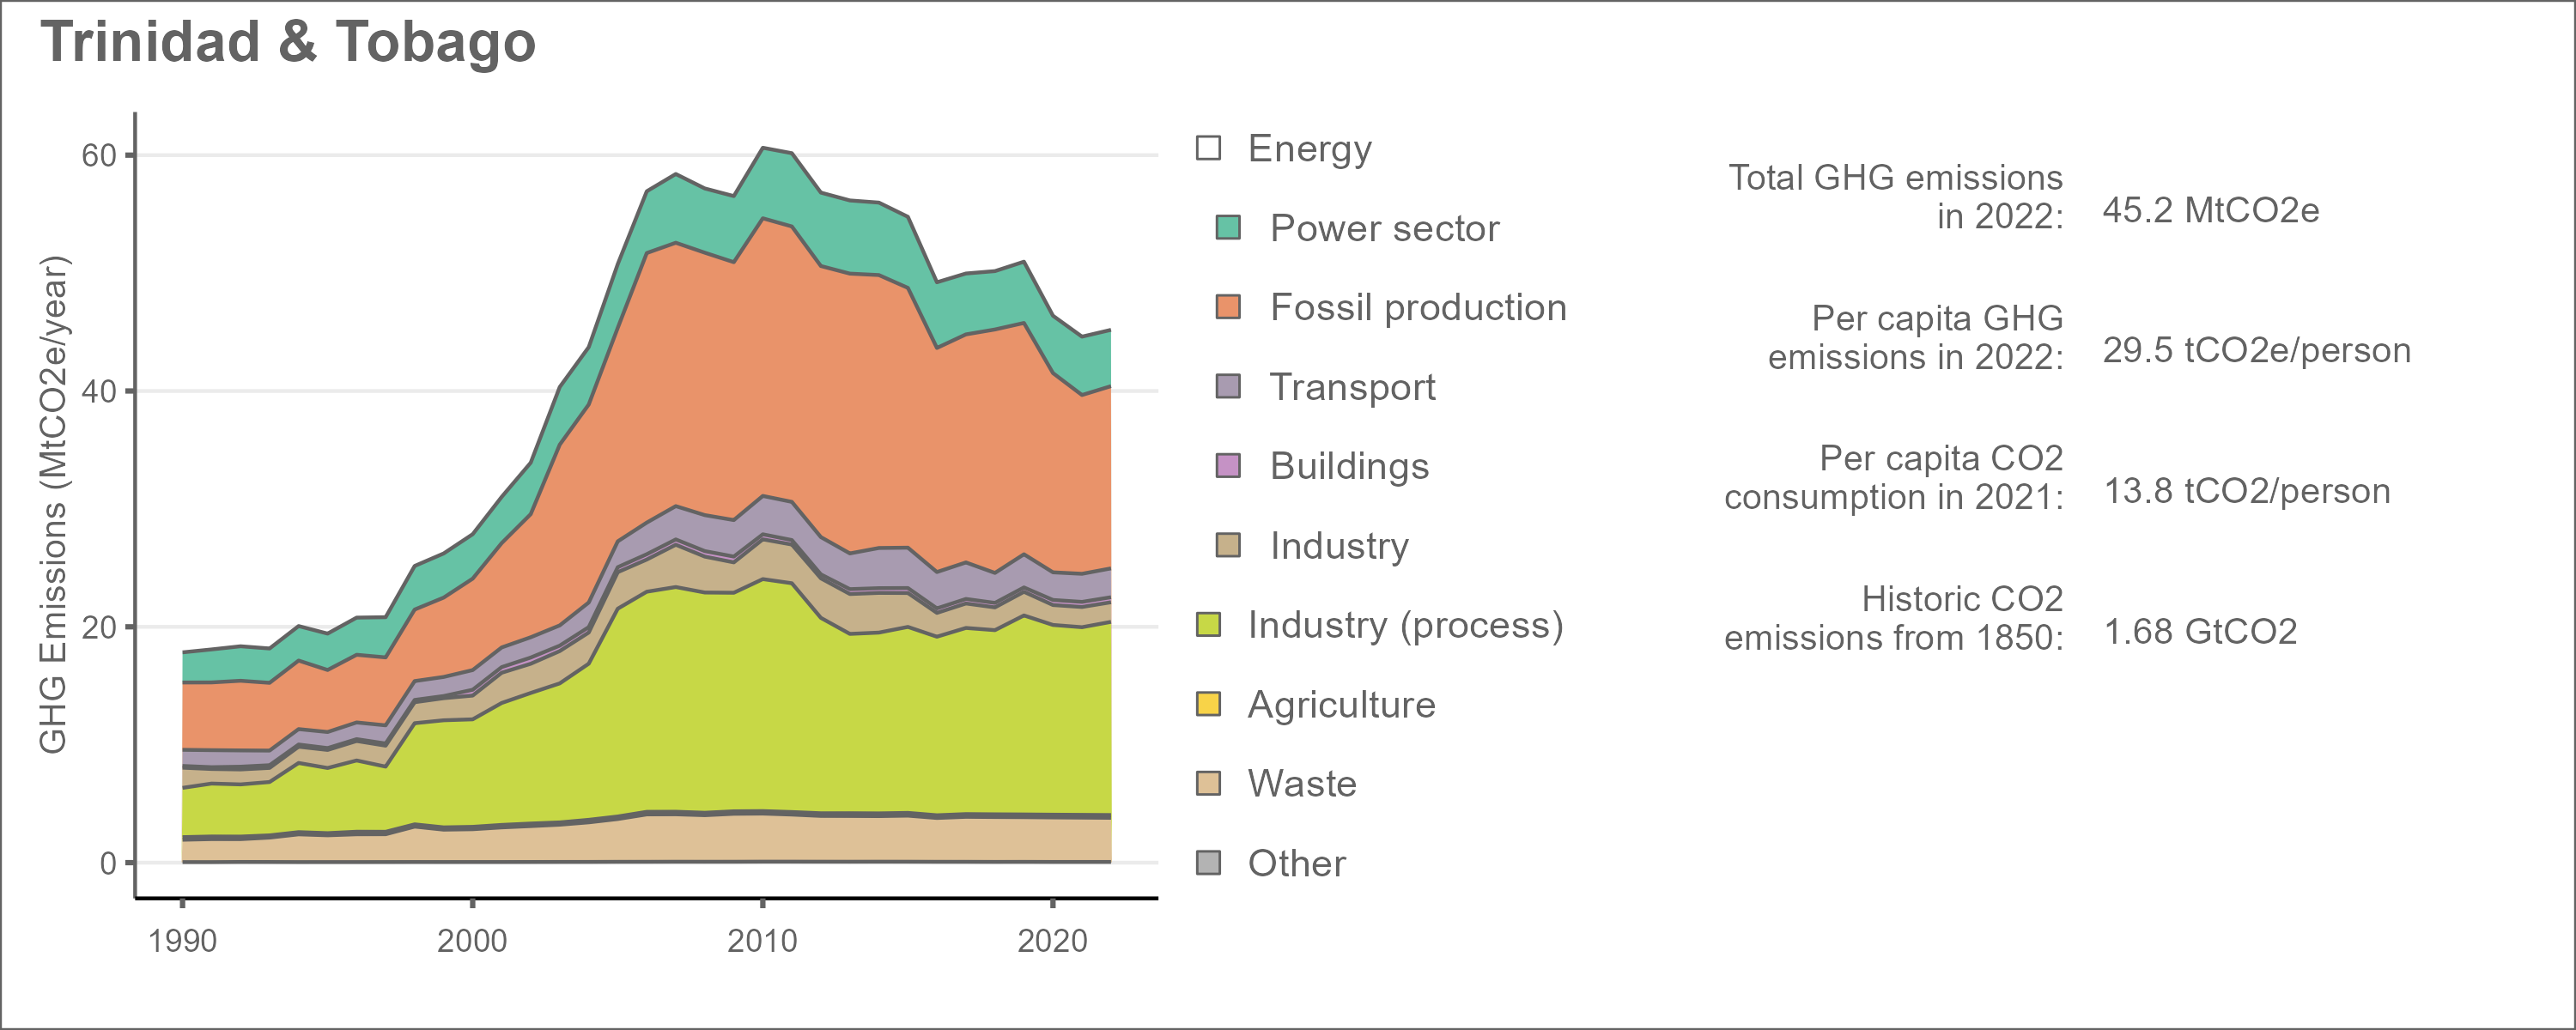 Trinidad & Tobago
GHG Emissions (MtCO2e/year)
60
40
20
0
1990
2000
2010
2020
Energy
Power sector
Fossil production
Transport
Buildings
Industry
Industry (process)
Agriculture
Waste
Other
Total GHG emissions
in 2022:
45.2 MtCO2e
Per capita GHG
emissions in 2022:
29.5 tCO2e/person
Per capita CO2
consumption in 2021:
13.8 tCO2/person
Historic CO2
emissions from 1850:
1.68 GtCO2